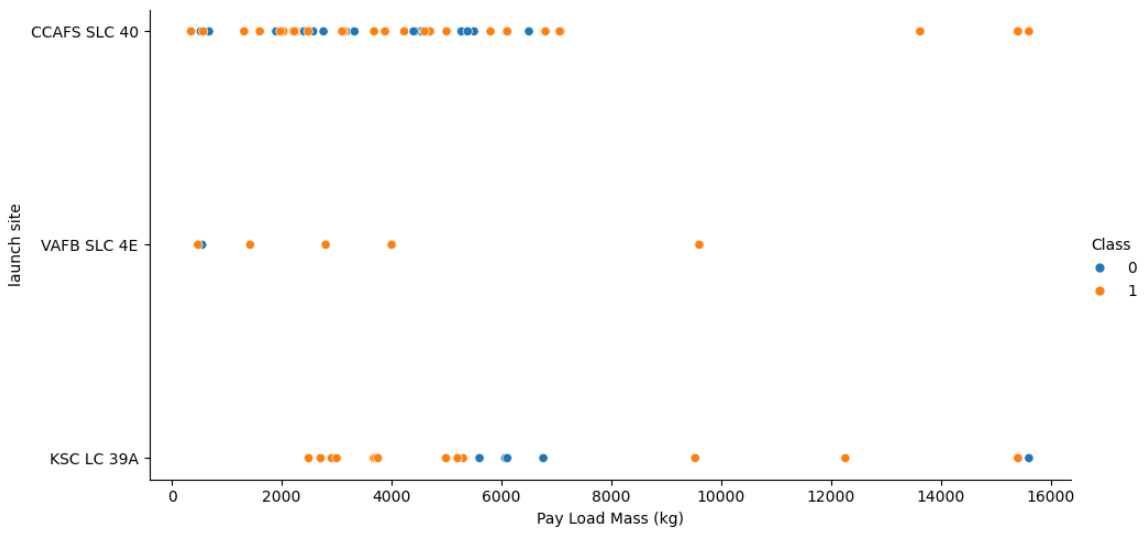 CCAFS SLC 40
VAFB SLC 4E
KSC LC 39A
launch site
0 2000 4000 6000 8000 10000 12000 14000 16000
Pay Load Mass (kg)
Class
0
1